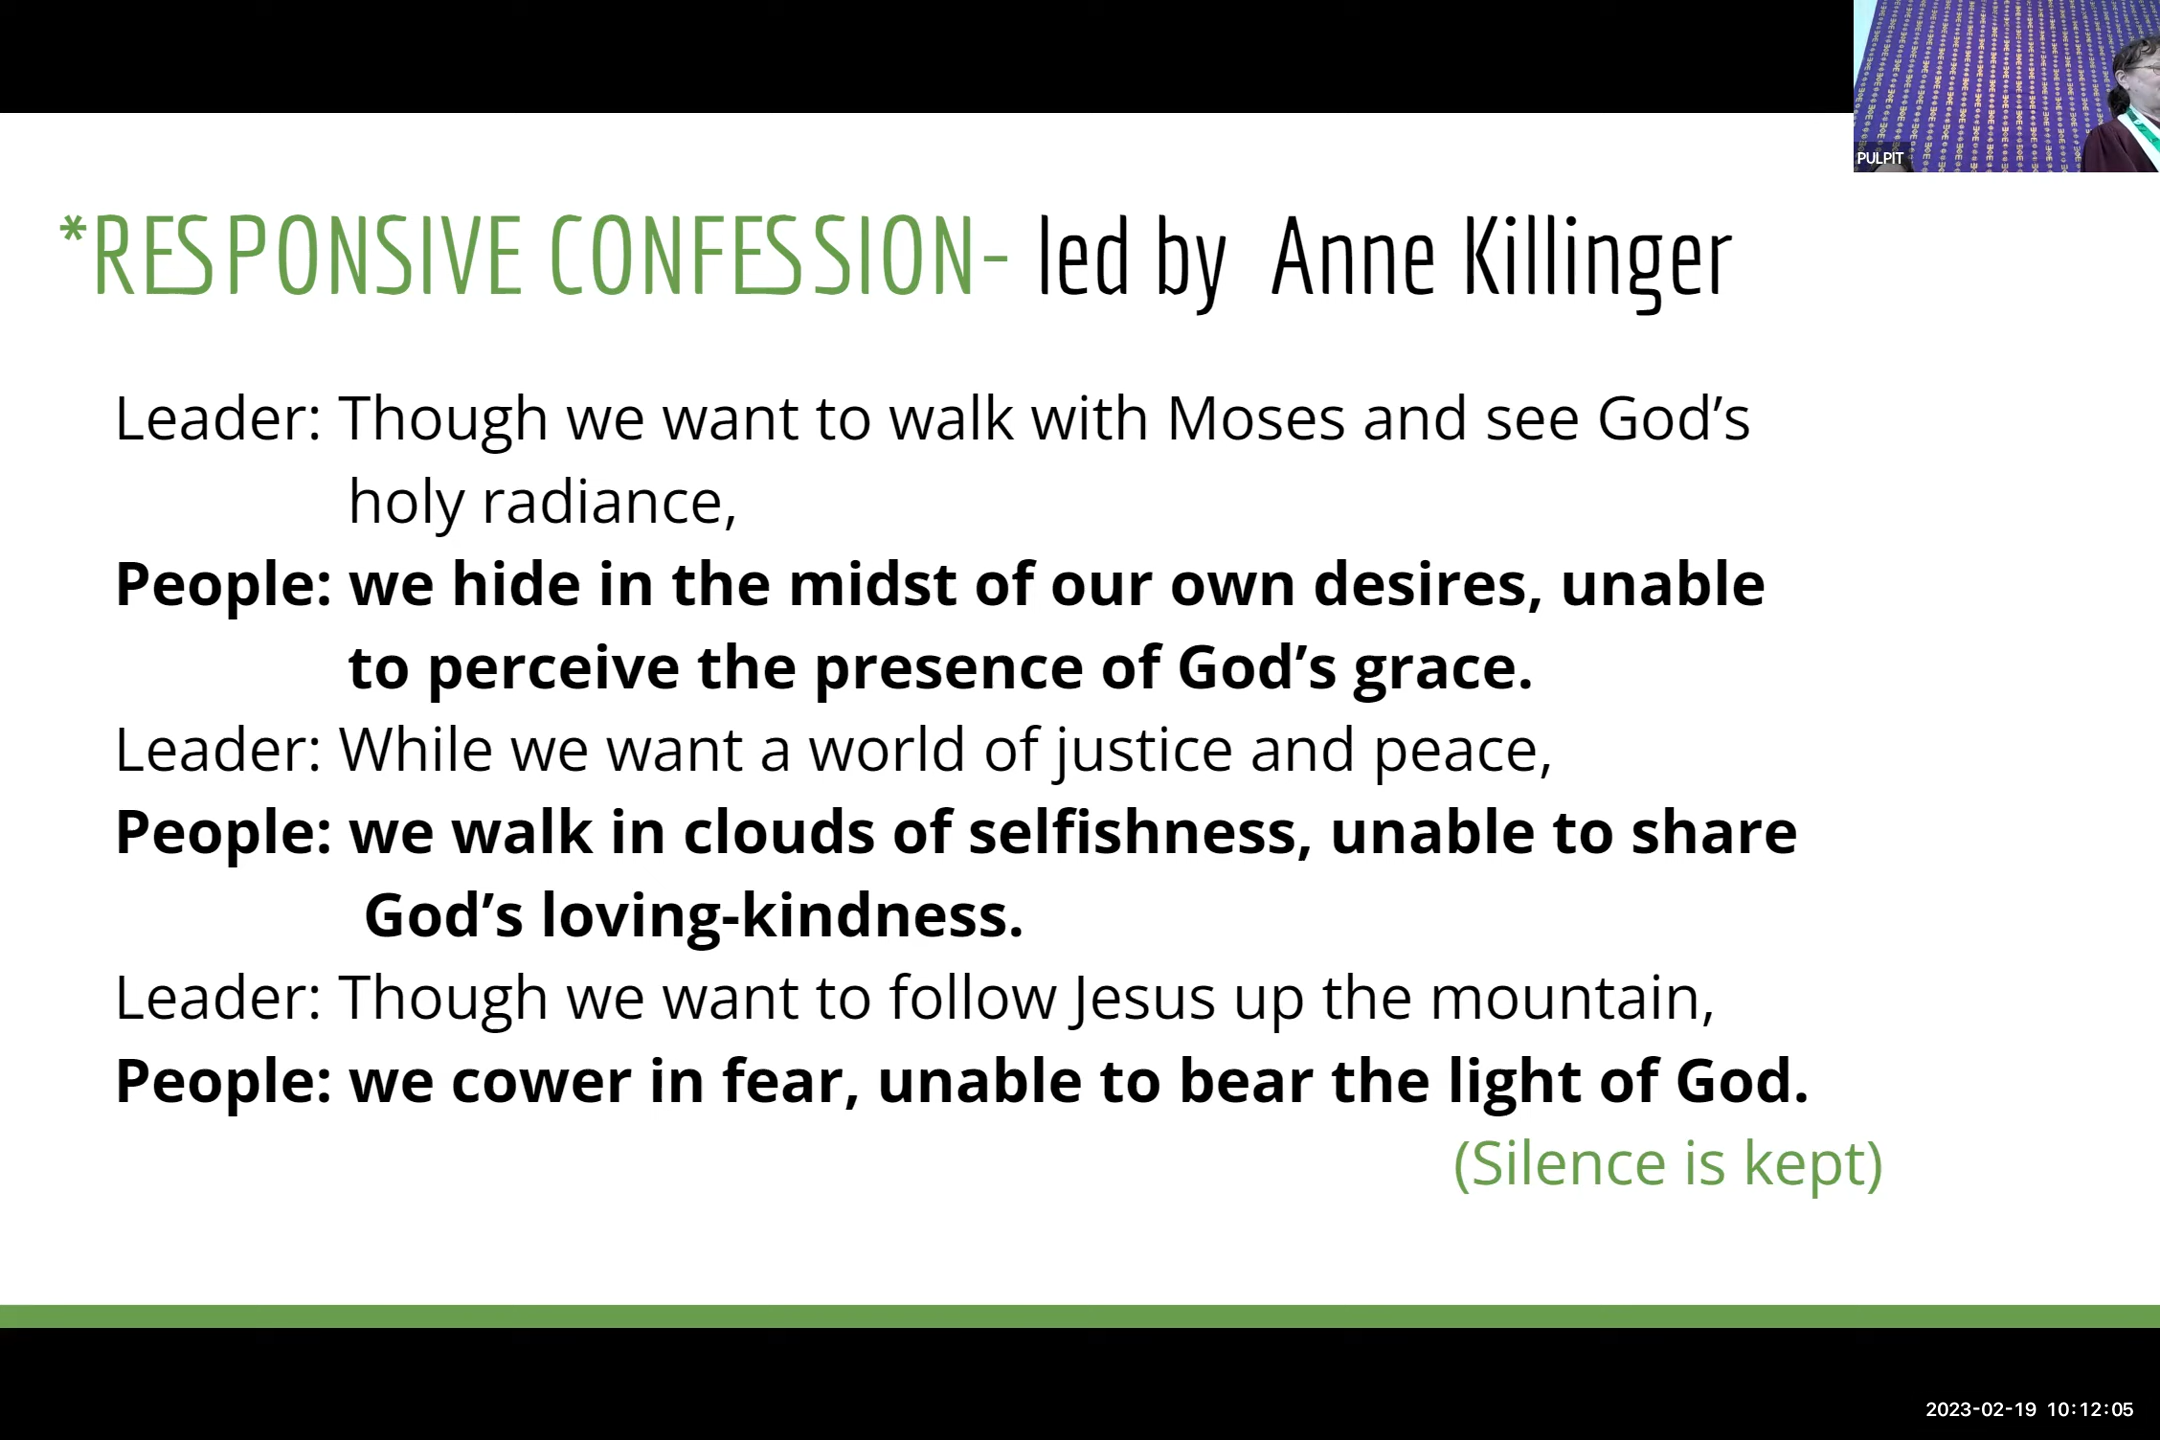 PULPIT
*RESPONSIVE CONFESSION- led by Anne Killinger
Leader: Though we want to walk with Moses and see God’s
holy radiance,
People: we hide in the midst of our own desires, unable
to perceive the presence of God’s grace.
Leader: While we want a world of justice and peace,
People: we walk in clouds of selfishness, unable to share
God’s loving-kindness.
Leader: Though we want to follow Jesus up the mountain,
People: we cower in fear, unable to bear the light of God.
(Silence is kept)
2023-02-19 10:12:05